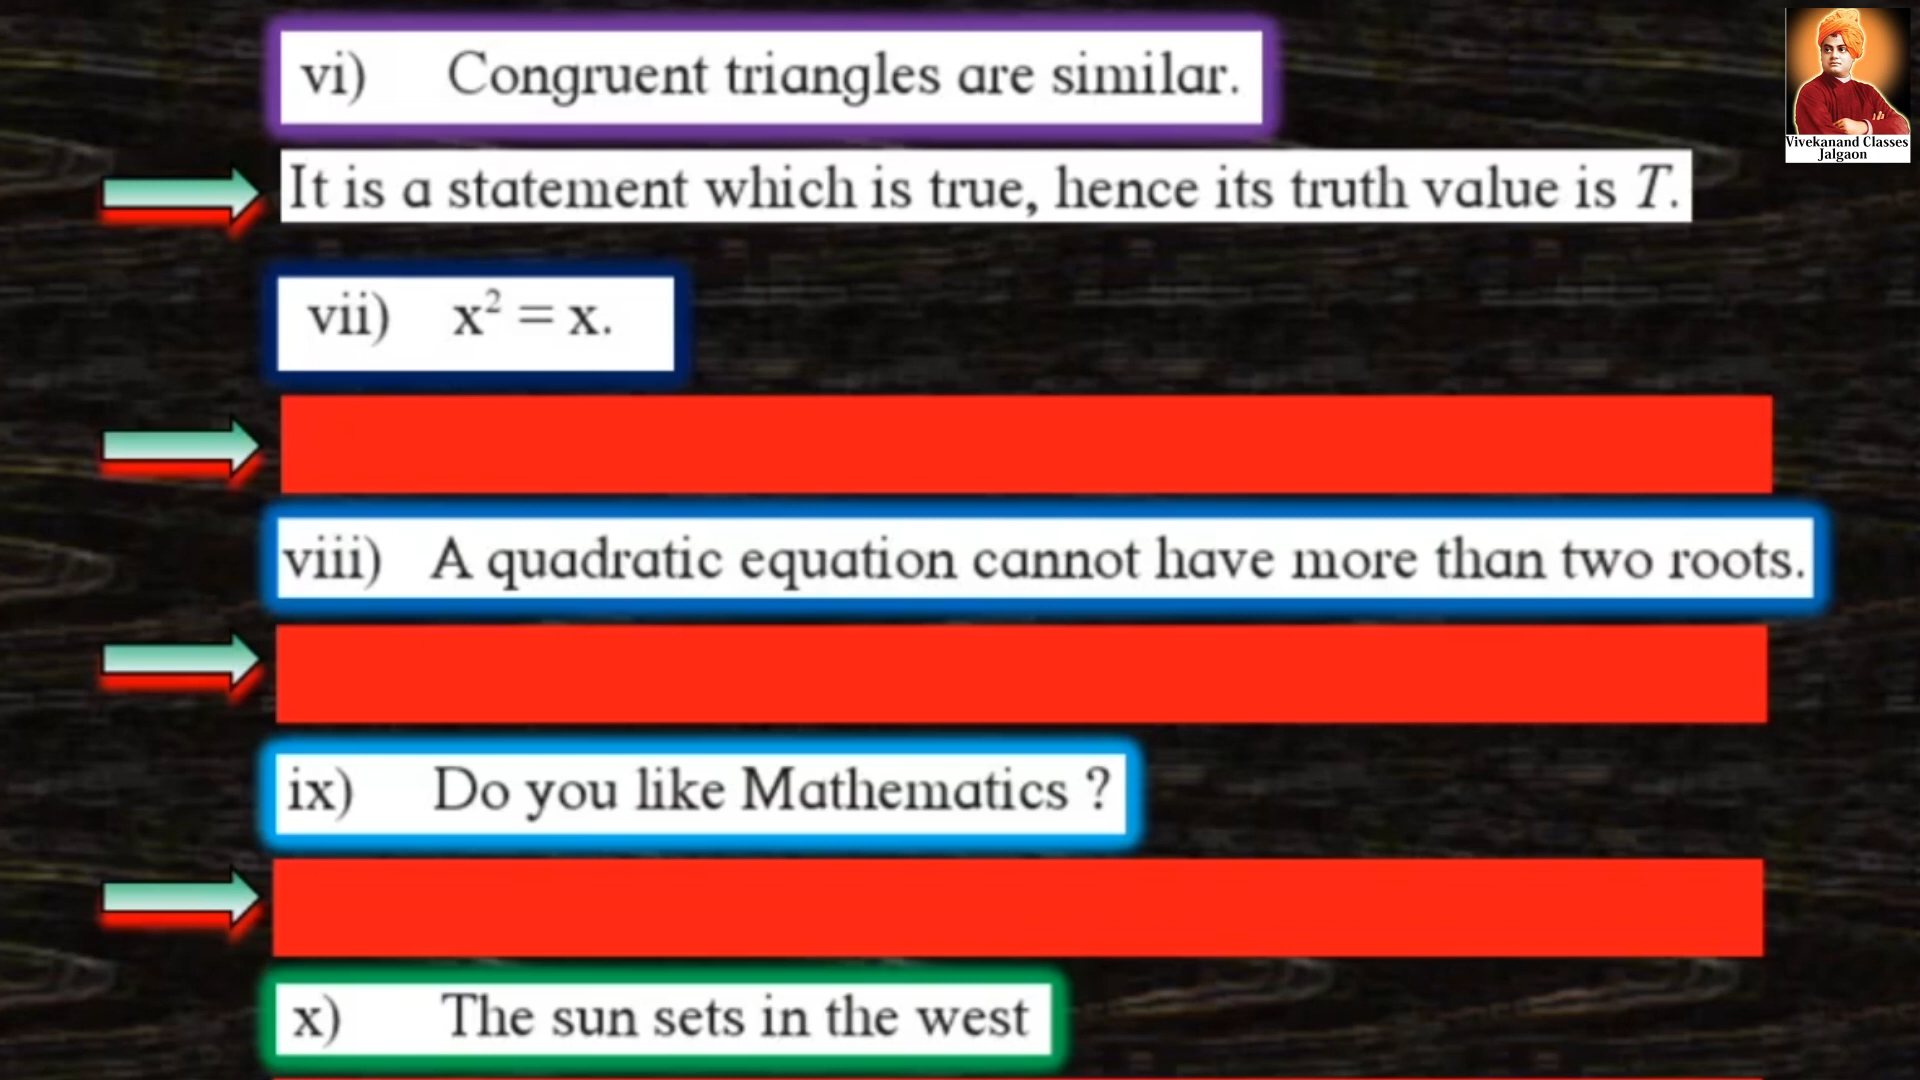 vi) Congruent triangles are similar.
Vivekanand Classes
Jalgaon
It is a statement which is true, hence its truth value is T.
vii) x² = x.
viii) A quadratic equation cannot have more than two roots.
ix) Do you like Mathematics ?
x) The sun sets in the west